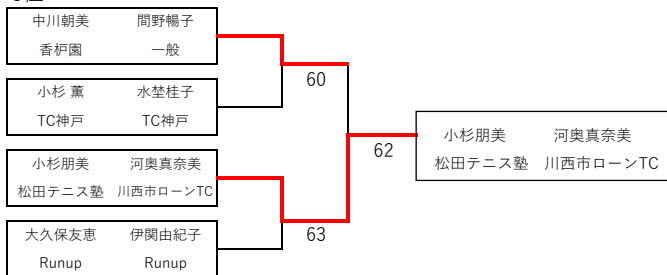 中川朝美 間野暢子
香枦園 一般
小杉 薫 水埜桂子
TC神戸 TC神戸
小杉朋美 河奥真奈美
松田テニス塾 川西市ローンTC
大久保友恵 伊関由紀子
Runup Runup
60
63
62
小杉朋美 河奥真奈美
松田テニス塾 川西市ローンTC